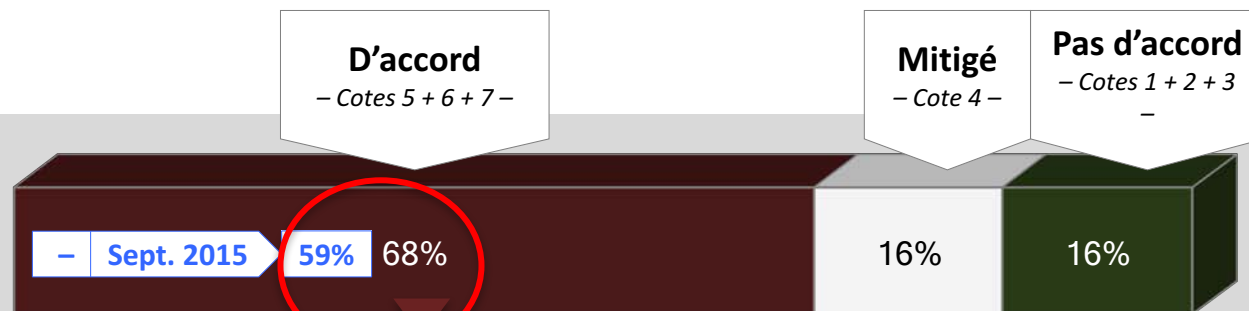 D'accord
– Cotes 5 + 6 + 7 –
Mitigé
– Cote 4 –
Pas d'accord
– Cotes 1 + 2 + 3
–
– Sept. 2015 59% 68%
16%
16%